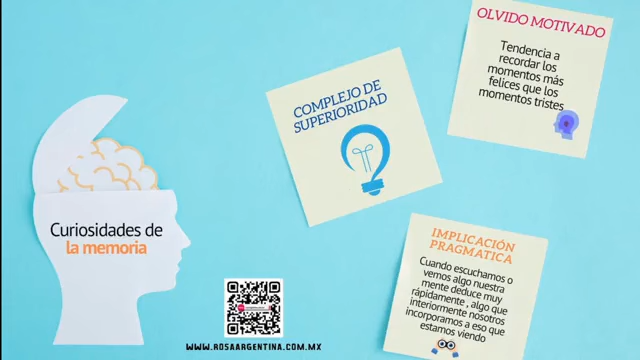 Curiosidades de
la memoria
COMPLEJO DE
SUPERIORIDAD
OLVIDO MOTIVADO
Tendencia a
recordar los
momentos más
felices que los
momentos tristes
IMPLICACIÓN
PRAGMATICA
Cuando escuchamos o
vemos algo nuestra
mente deduce muy
rápidamente , algo que
interiormente nosotros
incorporamos a eso que
estamos viendo
WWW.ROSAARGENTINA.COM.MX